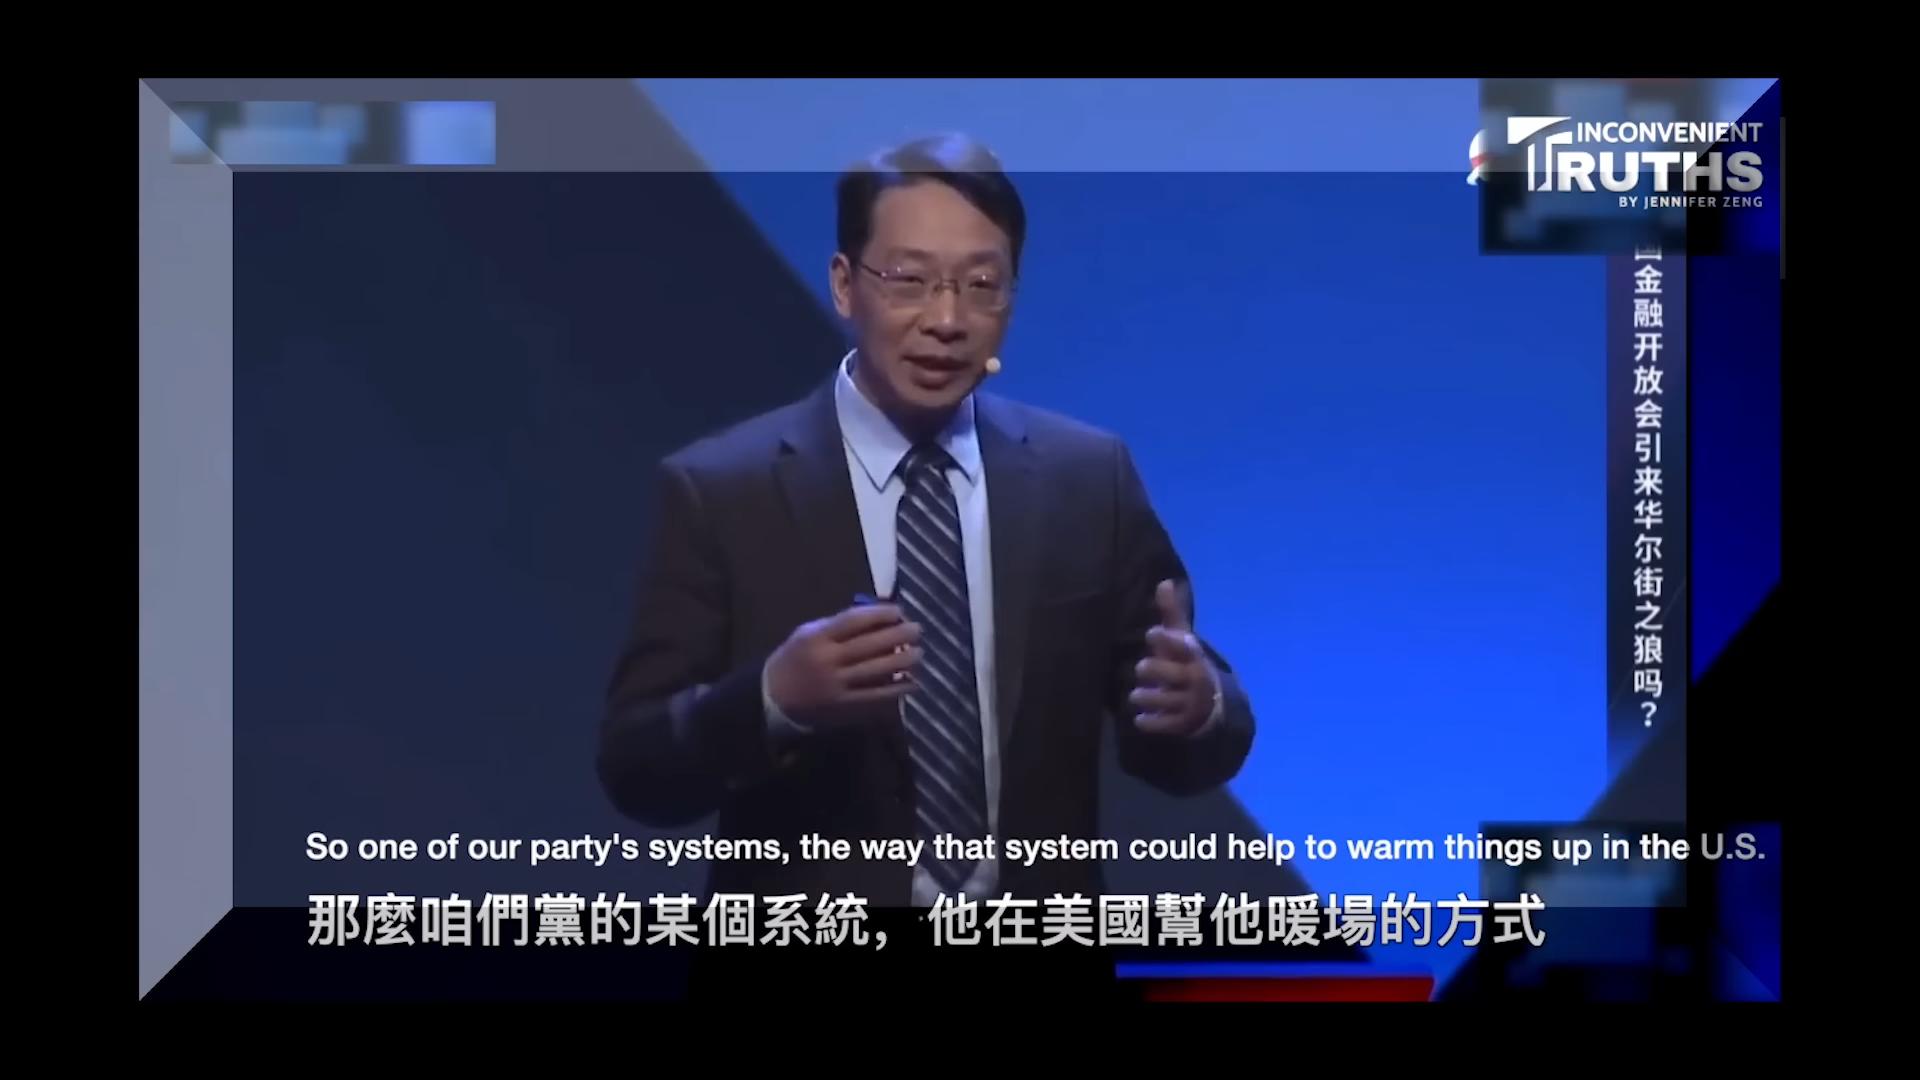 INCONVENIENT
TRUTHS
BY JENNIFER ZENG
国金融开放会引来华尔街之狼吗？
So one of our party's systems, the way that system could help to warm things up in the U.S.
那麼咱們黨的某個系統，他在美國幫他暖場的方式